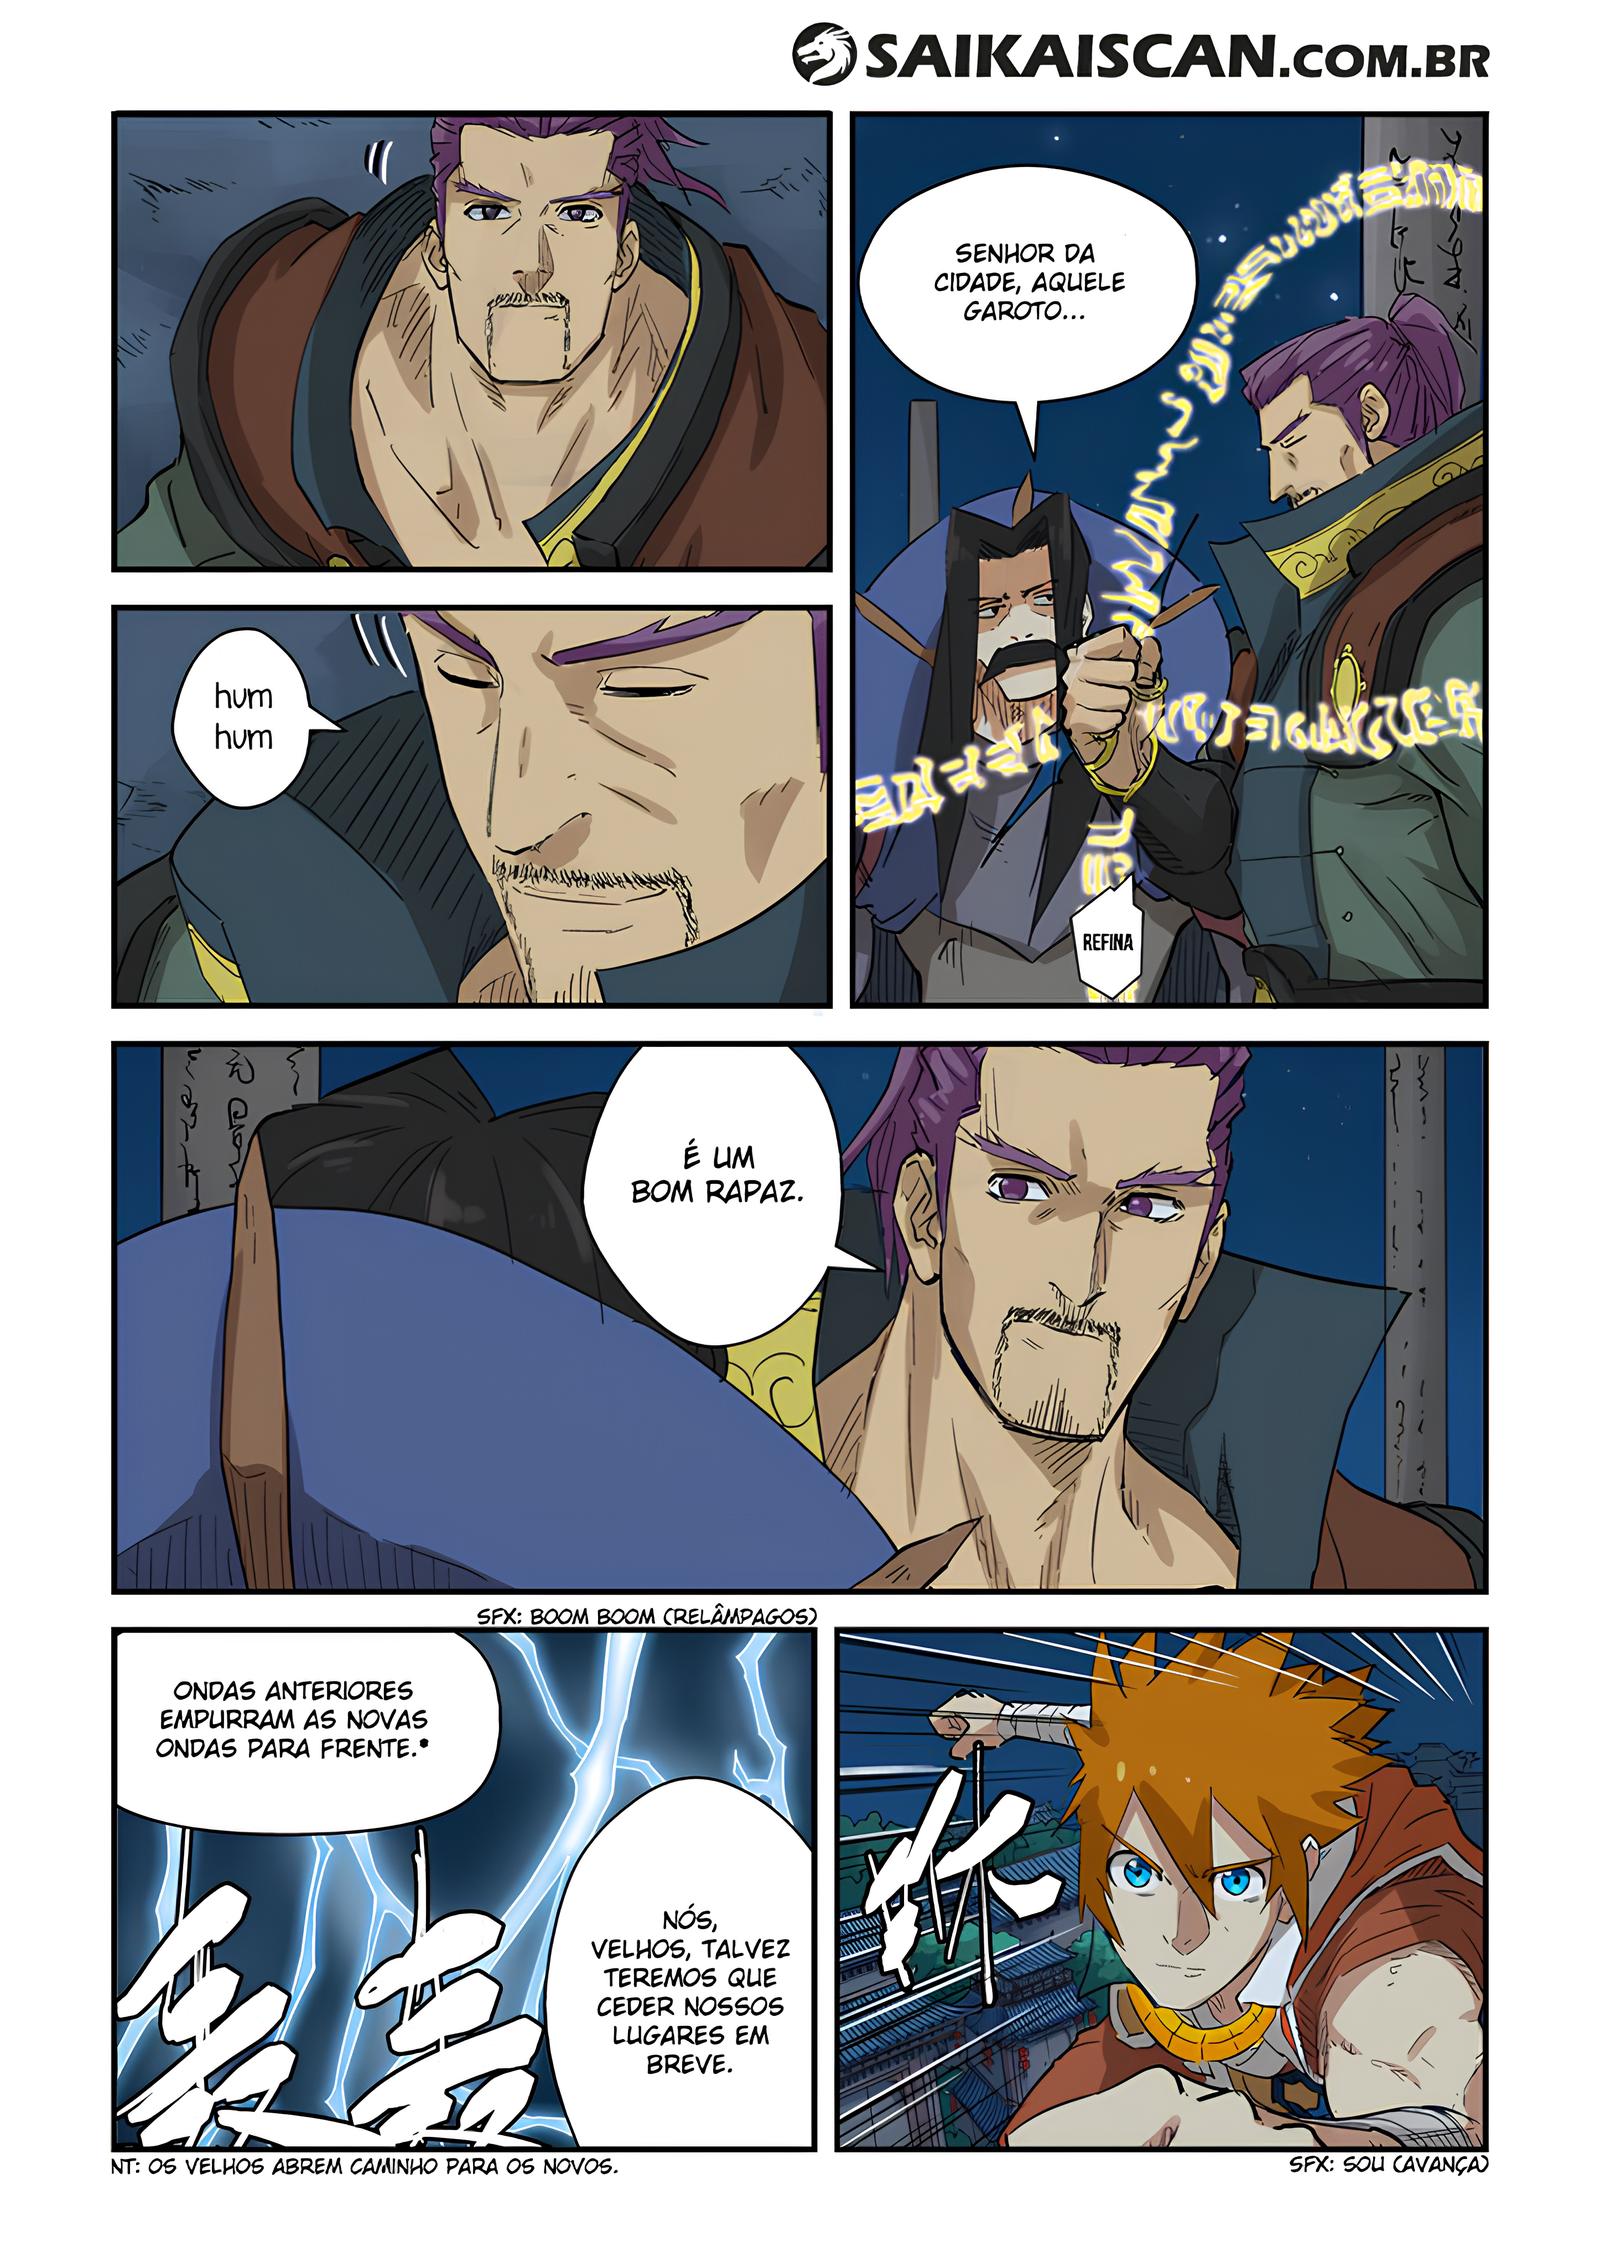 SAIKAISCAN.COM.BR
SENHOR DA
CIDADE, AQUELE
GAROTO...
REFINA
hum
hum
É UM
BOM RAPAZ.
SFX: BOOM BOOM (RELÂMPAGOS)
ONDAS ANTERIORES
EMPURRAM AS NOVAS
ONDAS PARA FRENTE.*
NÓS,
VELHOS, TALVEZ
TEREMOS QUE
CEDER NOSSOS
LUGARES EM
BREVE.
NT: OS VELHOS ABREM CAMINHO PARA OS NOVOS.
SFX: SOU (AVANÇA)